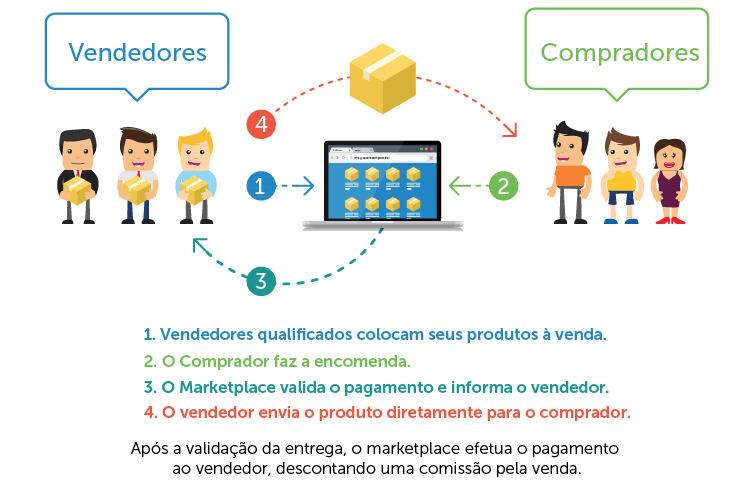 Vendedores
Compradores
4
1
2
3
1. Vendedores qualificados colocam seus produtos à venda.
2. O Comprador faz a encomenda.
3. O Marketplace valida o pagamento e informa o vendedor.
4. O vendedor envia o produto diretamente para o comprador.
Após a validação da entrega, o marketplace efetua o pagamento
ao vendedor, descontando uma comissão pela venda.